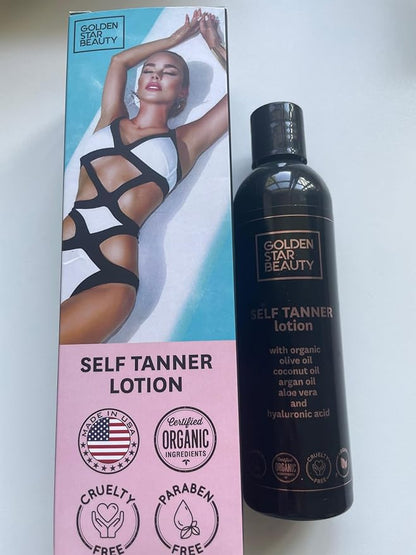 GOLDEN
STAR
BEAUTY
SELF TANNER
LOTION
MADE IN USA
Certified
ORGANIC
INGREDIENTS
CRUELTY
FREE
PARABEN
FREE
GOLDEN
STAR
BEAUTY
SELF TANNER
lotion
with organic
olive oil
coconut oil
argan oil
aloe vera
and
hyaluronic acid
ORGANIC